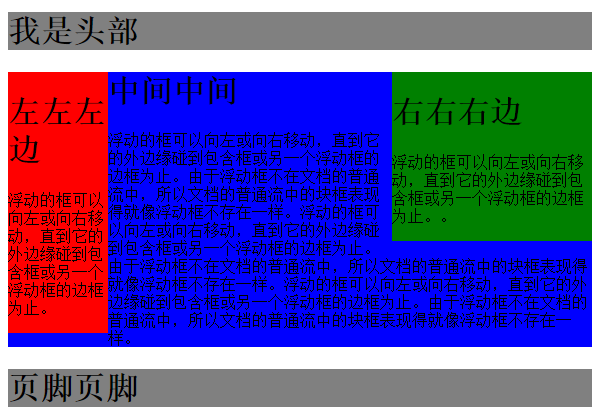 我是头部
左左左
边
浮动的框可以
向左或向右移
动，直到它的
外边缘碰到包
含框或另一个
浮动框的边框
为止。
中间中间
浮动的框可以向左或向右移动，直到它
的外边缘碰到包含框或另一个浮动框的
边框为止。由于浮动框不在文档的普通
流中，所以文档的普通流中的块框表现
得就像浮动框不存在一样。浮动的框可
以向左或向右移动，直到它的外边缘
碰到包含框或另一个浮动框的边框为止。
由于浮动框不在文档的普通流中，所以文档的普通流中的块框表现得
就像浮动框不存在一样。浮动的框可以向左或向右移动，直到它的外
边缘碰到包含框或另一个浮动框的边框为止。由于浮动框不在文档的
普通流中，所以文档的普通流中的块框表现得就像浮动框不存在一
样。
右右右边
浮动的框可以向左或向右移
动，直到它的外边缘碰到包
含框或另一个浮动框的边框
为止。。
页脚页脚